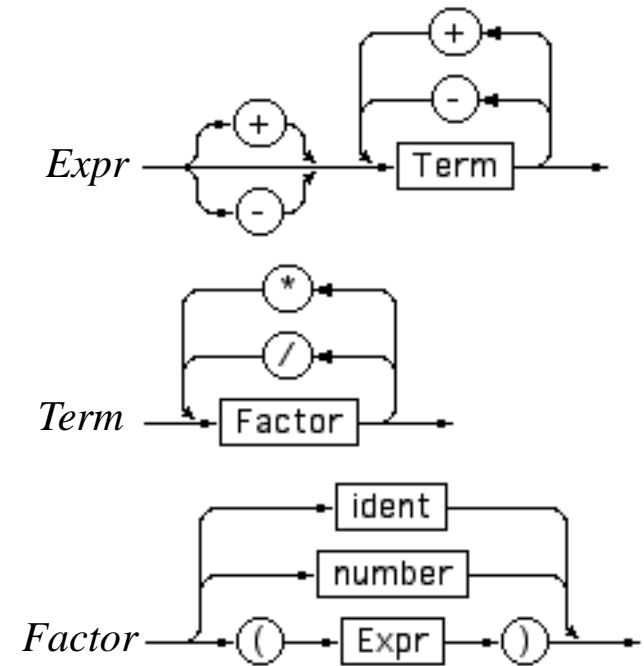 +
-
+
Expr Term
-
*
/
Term Factor
ident
number
Factor ( Expr )